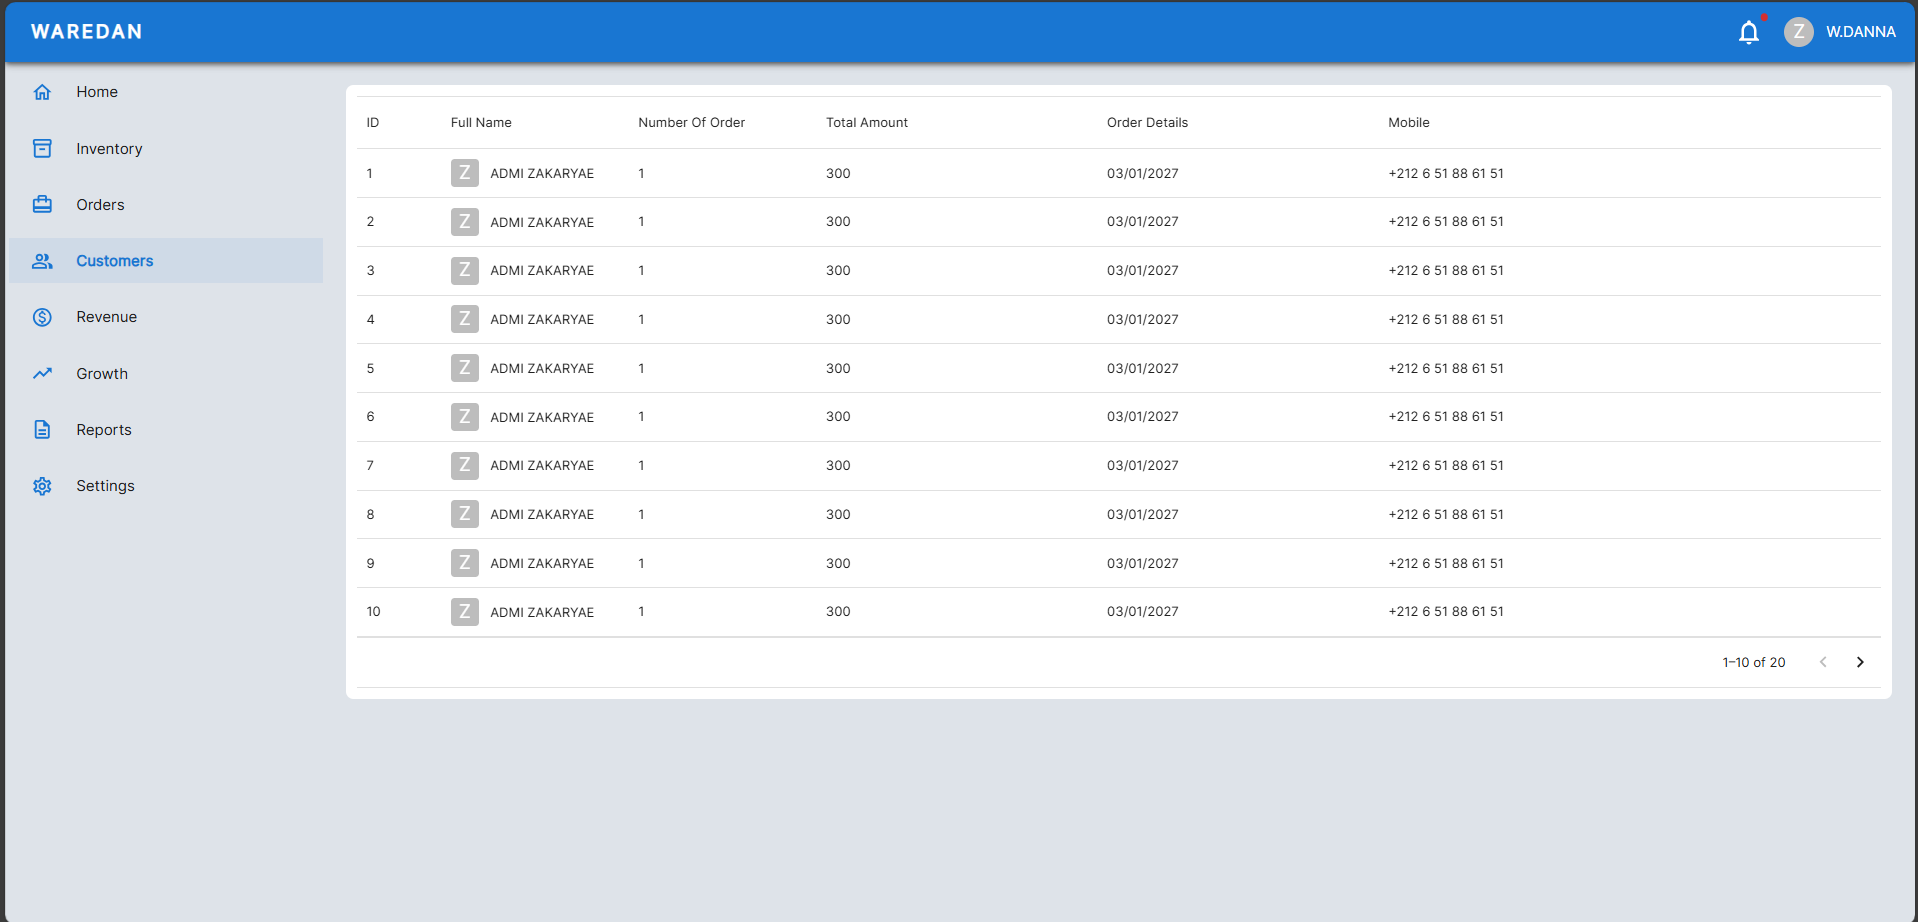 WAREDAN
Z W.DANNA
Home
Inventory
Orders
Customers
Revenue
Growth
Reports
Settings
ID Full Name Number Of Order Total Amount Order Details Mobile
1 Z ADMI ZAKARYAE 1 300 03/01/2027 +212 6 51 88 61 51
2 Z ADMI ZAKARYAE 1 300 03/01/2027 +212 6 51 88 61 51
3 Z ADMI ZAKARYAE 1 300 03/01/2027 +212 6 51 88 61 51
4 Z ADMI ZAKARYAE 1 300 03/01/2027 +212 6 51 88 61 51
5 Z ADMI ZAKARYAE 1 300 03/01/2027 +212 6 51 88 61 51
6 Z ADMI ZAKARYAE 1 300 03/01/2027 +212 6 51 88 61 51
7 Z ADMI ZAKARYAE 1 300 03/01/2027 +212 6 51 88 61 51
8 Z ADMI ZAKARYAE 1 300 03/01/2027 +212 6 51 88 61 51
9 Z ADMI ZAKARYAE 1 300 03/01/2027 +212 6 51 88 61 51
10 Z ADMI ZAKARYAE 1 300 03/01/2027 +212 6 51 88 61 51
1–10 of 20